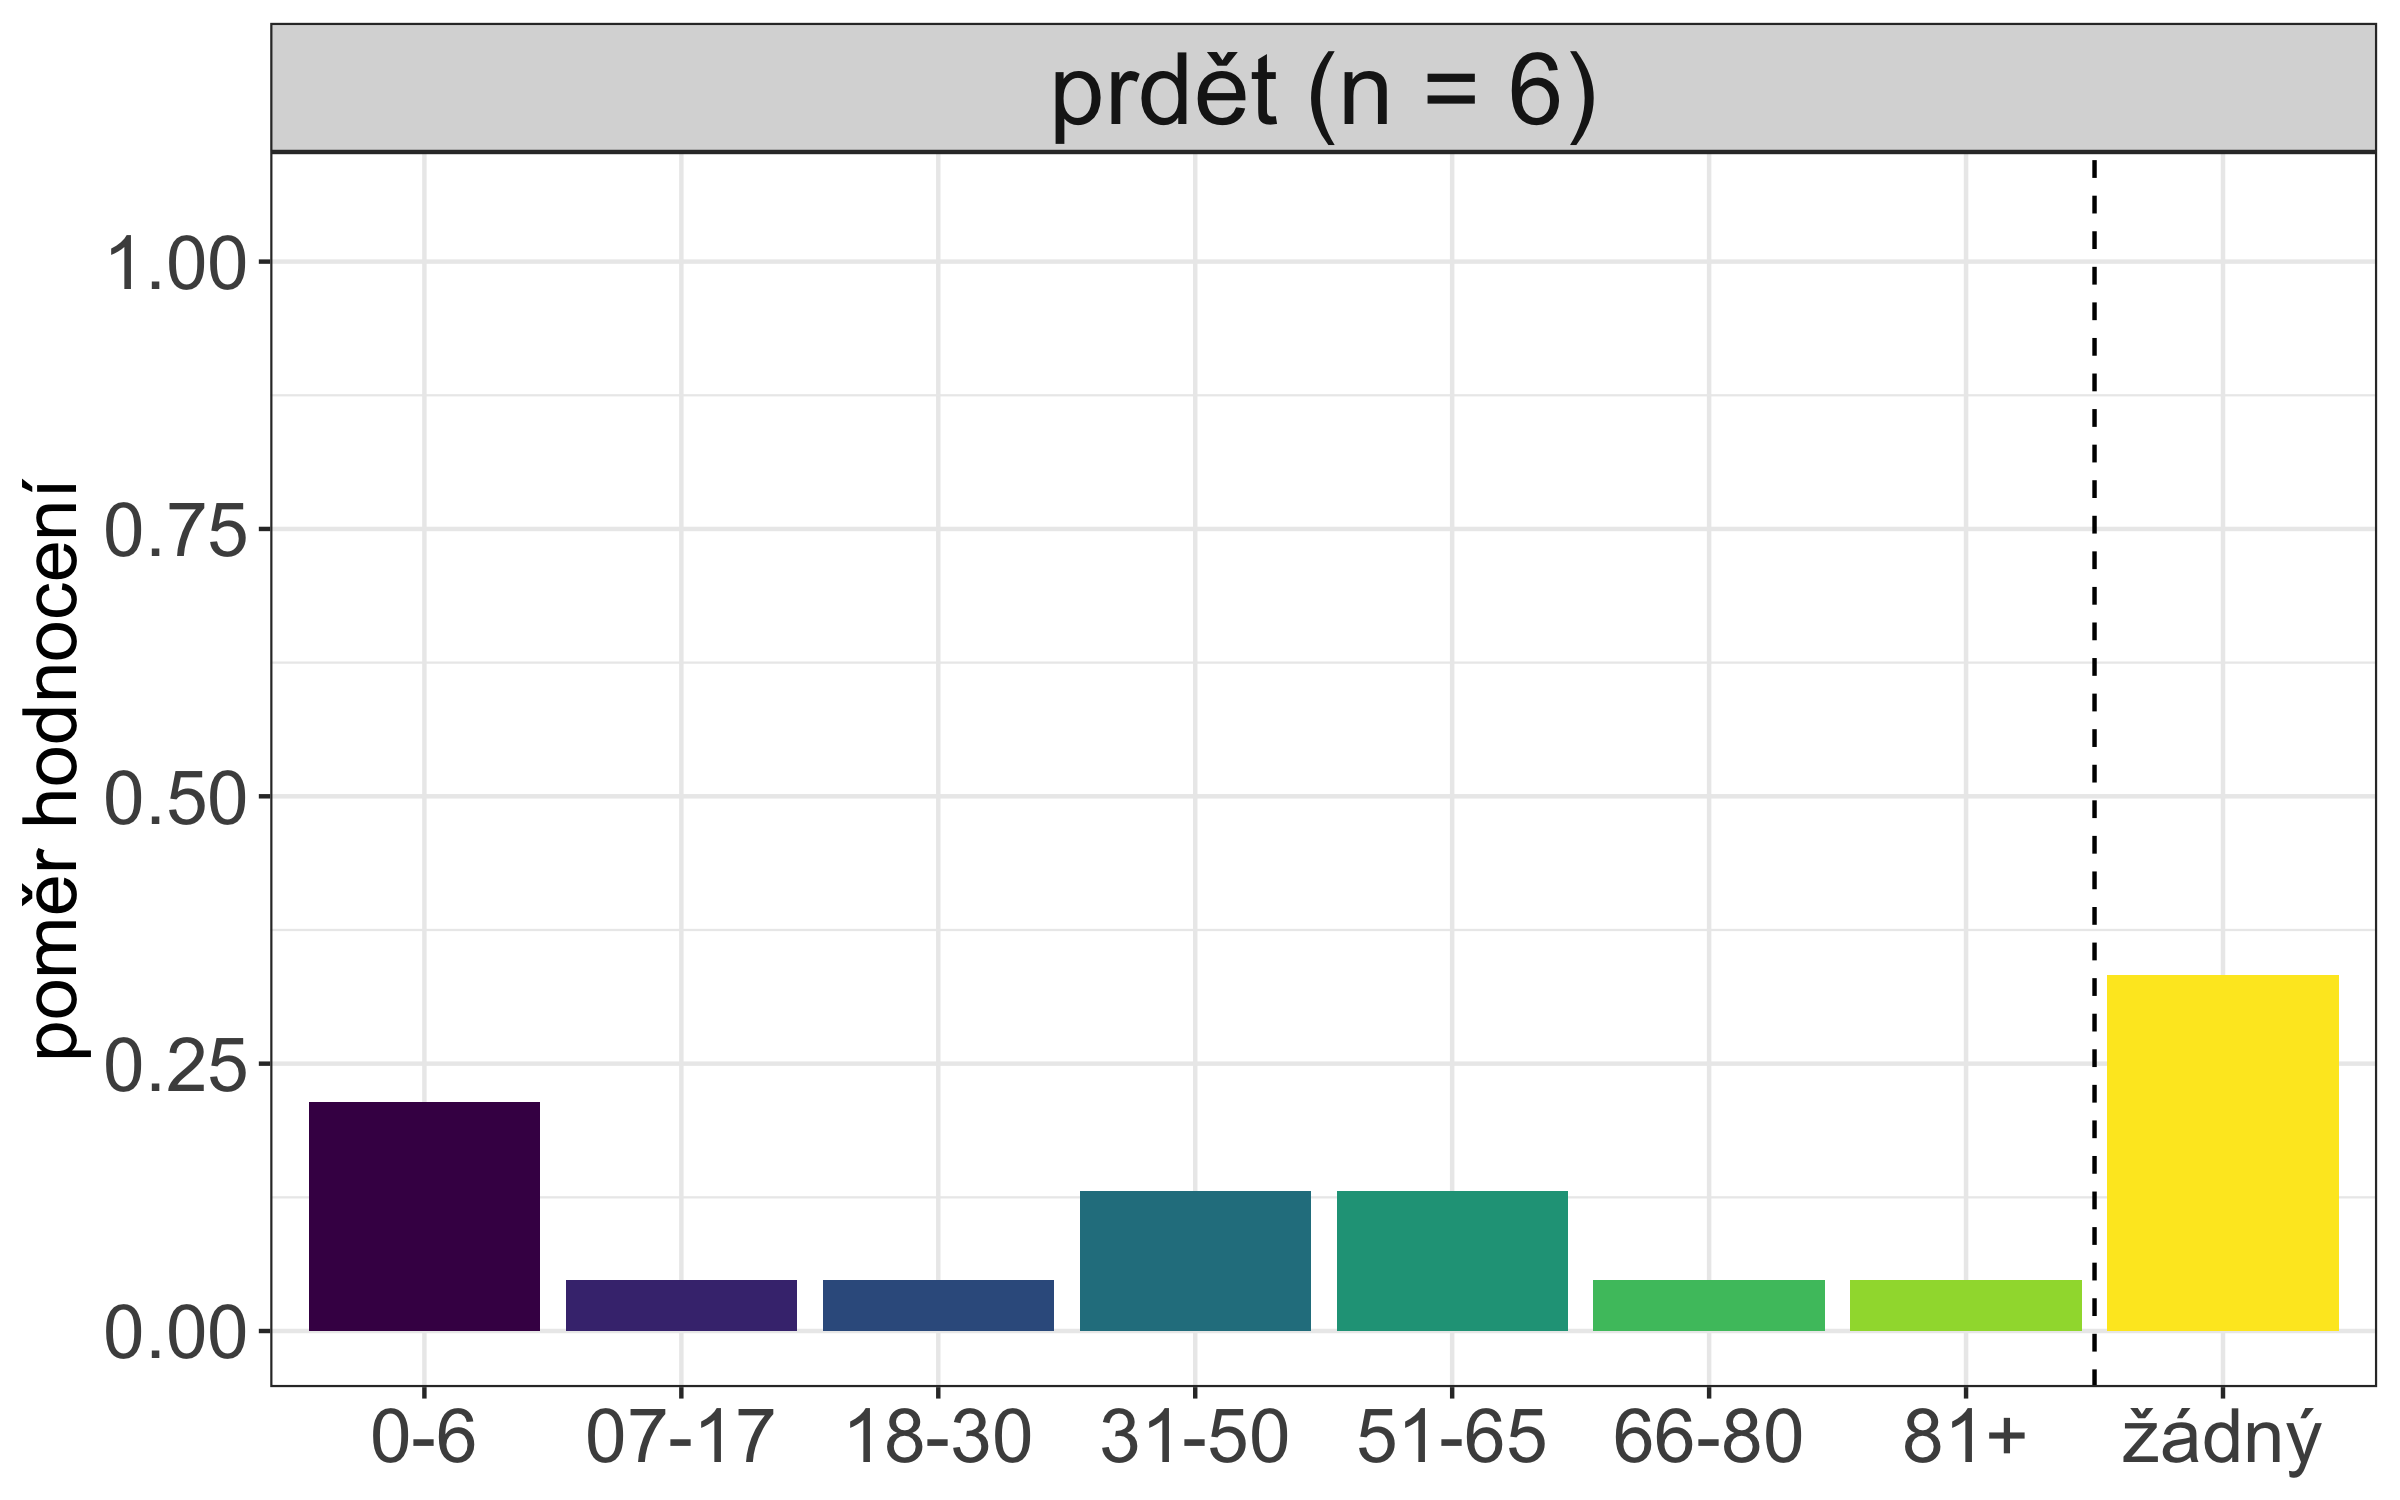 prdět (n = 6)
poměr hodnocení
1.00
0.75
0.50
0.25
0.00
0-6 07-17 18-30 31-50 51-65 66-80 81+ žádný